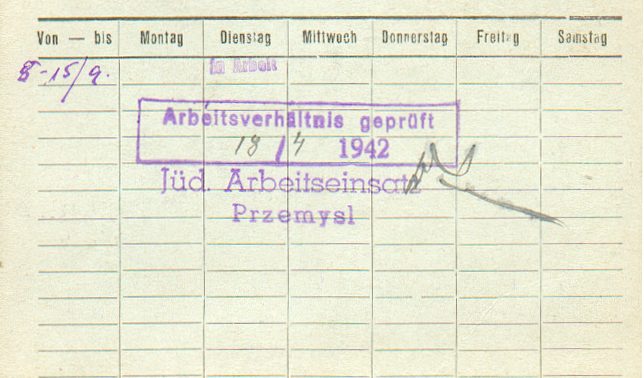 Von — bis Montag Dienstag Mittwoch Donnerstag Freitag Samstag
8-15/9. in Arbeit
Arbeitsverhältnis geprüft
18/4 1942
Jüd. Arbeitseinsatz
Przemysl